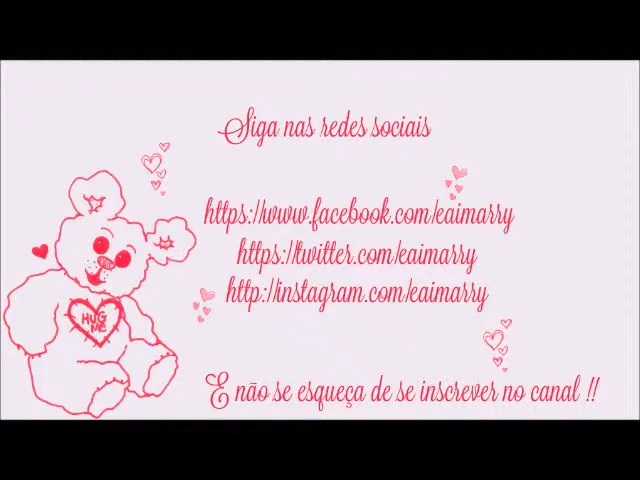 Siga nas redes sociais
https://www.facebook.com/eaimarry
https://twitter.com/eaimarry
http://instagram.com/eaimarry
HUG
ME
E não se esqueça de se inscrever no canal !!